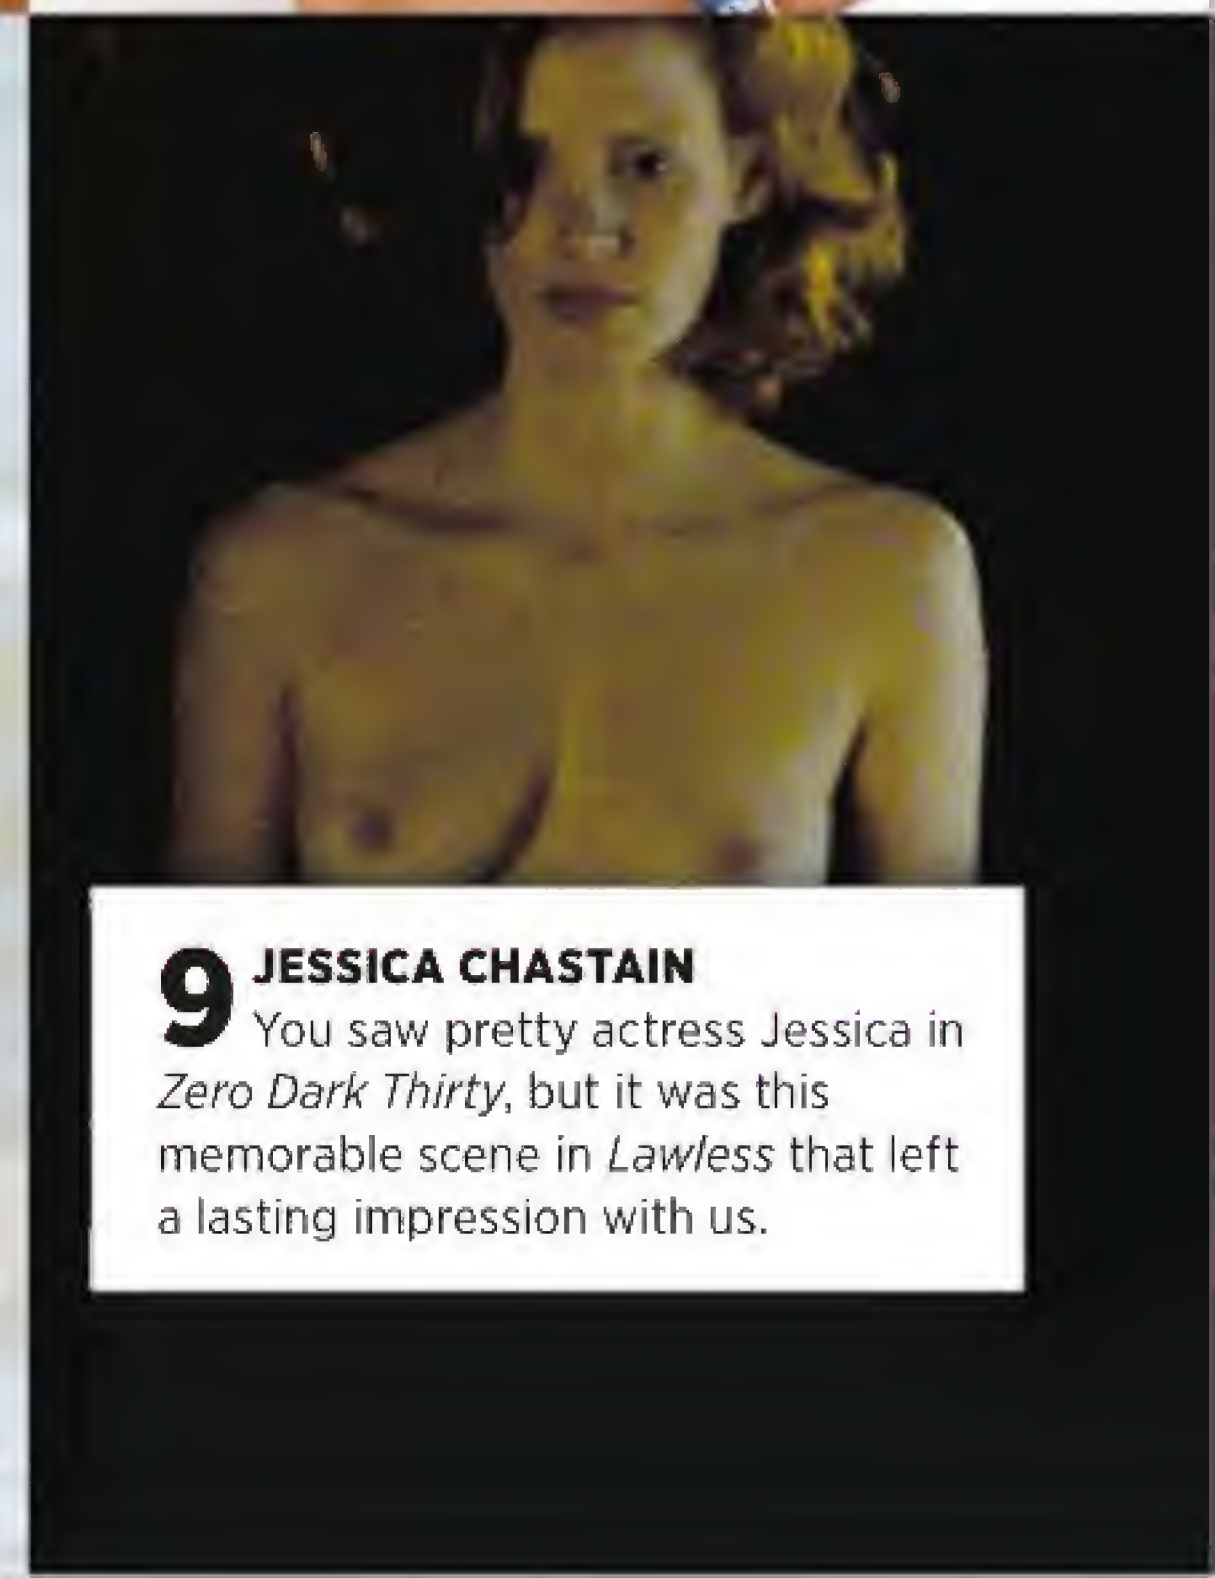 9 JESSICA CHASTAIN
You saw pretty actress Jessica in
Zero Dark Thirty, but it was this
memorable scene in Lawless that left
a lasting impression with us.